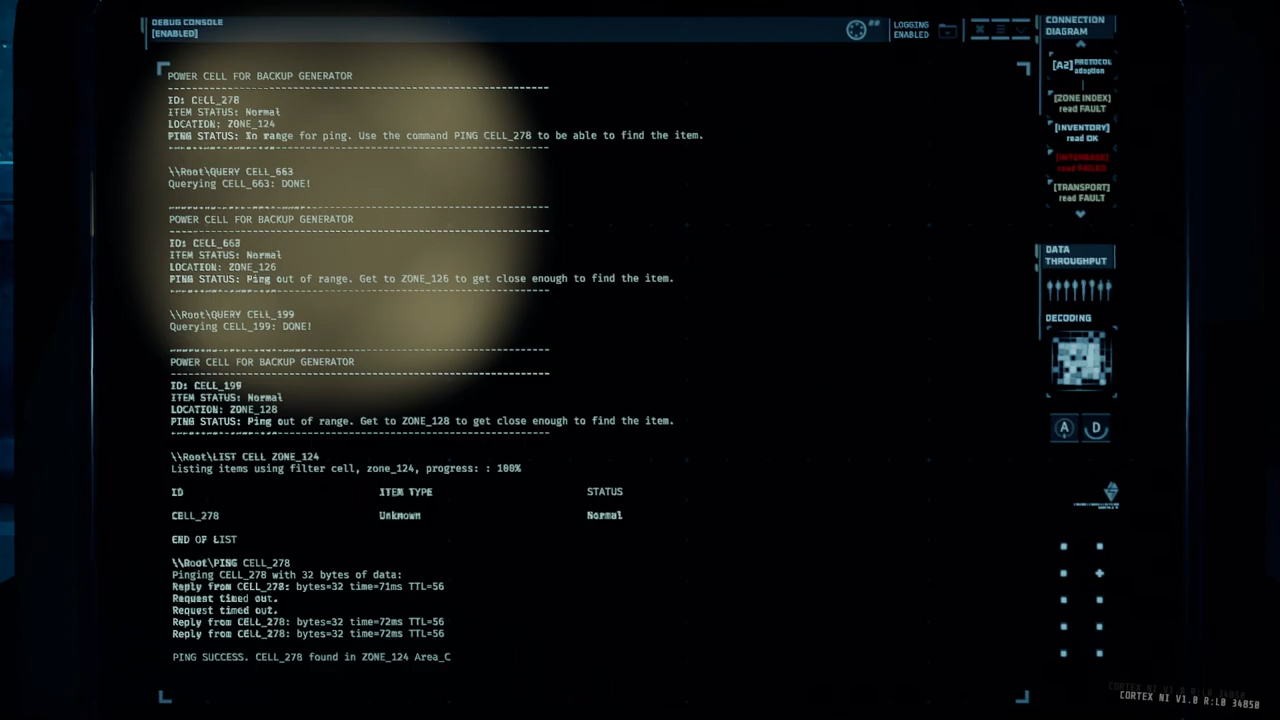 DEBUG CONSOLE
[ENABLED]
LOGGING
ENABLED
POWER CELL FOR BACKUP GENERATOR
--------------------------------------------------------------------------------
ID: CELL_278
ITEM STATUS: Normal
LOCATION: ZONE_124
PING STATUS: In range for ping. Use the command PING CELL_278 to be able to find the item.
--------------------------------------------------------------------------------
\\Root\QUERY CELL_663
Querying CELL_663: DONE!
--------------------------------------------------------------------------------
POWER CELL FOR BACKUP GENERATOR
--------------------------------------------------------------------------------
ID: CELL_663
ITEM STATUS: Normal
LOCATION: ZONE_126
PING STATUS: Ping out of range. Get to ZONE_126 to get close enough to find the item.
--------------------------------------------------------------------------------
\\Root\QUERY CELL_199
Querying CELL_199: DONE!
--------------------------------------------------------------------------------
POWER CELL FOR BACKUP GENERATOR
--------------------------------------------------------------------------------
ID: CELL_199
ITEM STATUS: Normal
LOCATION: ZONE_128
PING STATUS: Ping out of range. Get to ZONE_128 to get close enough to find the item.
--------------------------------------------------------------------------------
\\Root\LIST CELL ZONE_124
Listing items using filter cell, zone_124, progress: : 100%
ID ITEM TYPE STATUS
CELL_278 Unknown Normal
END OF LIST
\\Root\PING CELL_278
Pinging CELL_278 with 32 bytes of data:
Reply from CELL_278: bytes=32 time=71ms TTL=56
Request timed out.
Request timed out.
Reply from CELL_278: bytes=32 time=72ms TTL=56
Reply from CELL_278: bytes=32 time=72ms TTL=56
PING SUCCESS. CELL_278 found in ZONE_124 Area_C
CONNECTION
DIAGRAM
[A2] PROTOCOL
adaption
[ZONE INDEX]
read FAULT
[INVENTORY]
read OK
read FAILED
[TRANSPORT]
read FAULT
DATA
THROUGHPUT
DECODING
A D
CORTEX NI V1.0 R:L0 34850